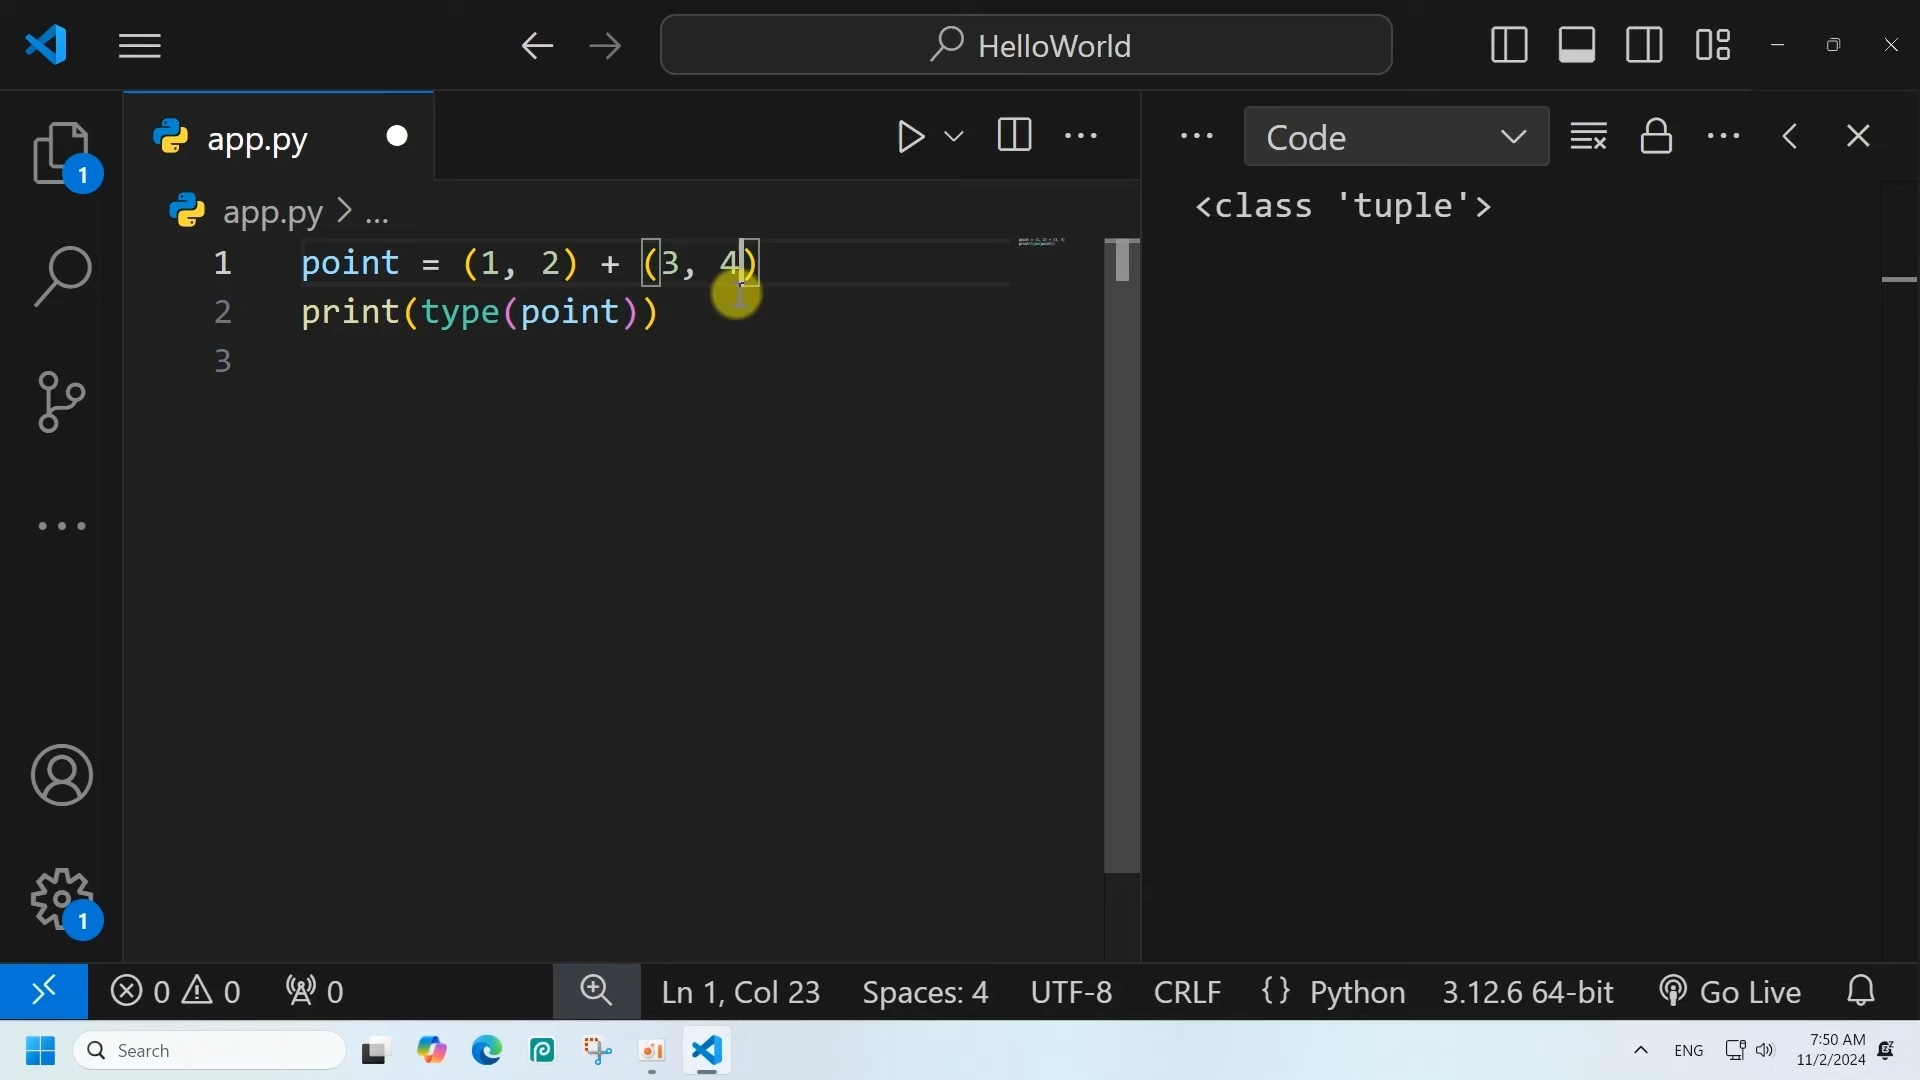 HelloWorld
app.py
Code
1
app.py > ...
<class 'tuple'>
1 point = (1, 2) + (3, 4)
2 print(type(point))
3
1
0 0 0
Ln 1, Col 23 Spaces: 4 UTF-8 CRLF {} Python 3.12.6 64-bit Go Live
Search
ENG
7:50 AM
11/2/2024